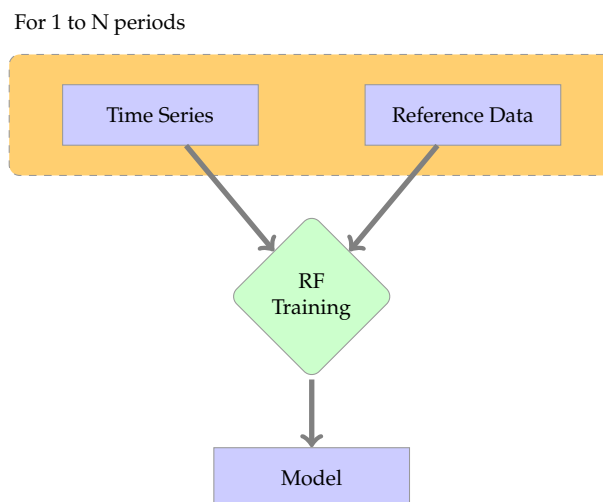 For 1 to N periods
Time Series
Reference Data
RF
Training
Model